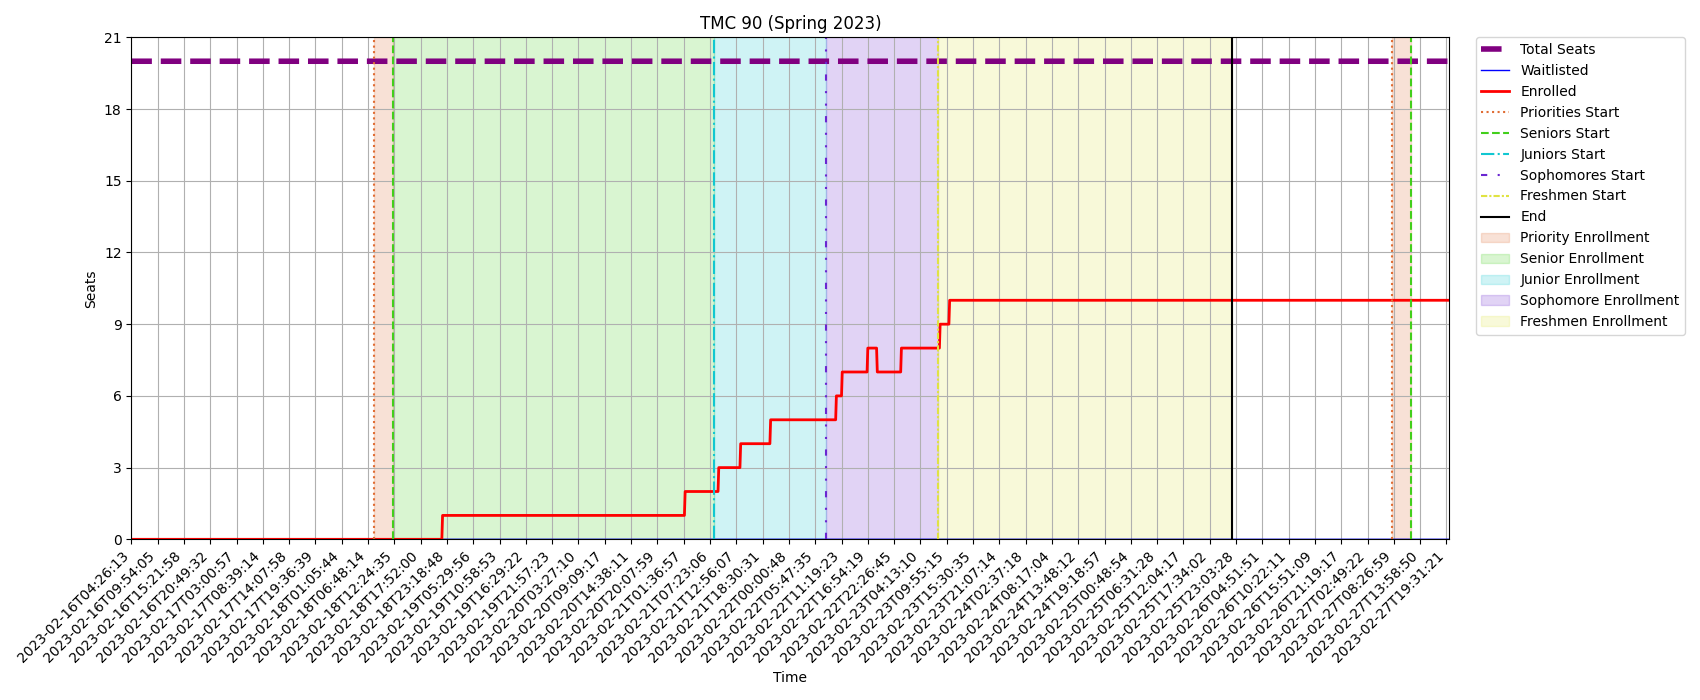 TMC 90 (Spring 2023)
21
18
15
12
9
6
3
0
Seats
2023-02-16T04:26:13
2023-02-16T09:54:05
2023-02-16T15:21:58
2023-02-16T20:49:32
2023-02-17T03:00:57
2023-02-17T08:39:14
2023-02-17T14:07:58
2023-02-17T19:36:39
2023-02-18T01:05:44
2023-02-18T06:48:14
2023-02-18T12:24:35
2023-02-18T17:52:00
2023-02-18T23:18:48
2023-02-19T05:29:56
2023-02-19T10:58:53
2023-02-19T16:29:22
2023-02-19T21:57:23
2023-02-20T03:27:10
2023-02-20T09:09:17
2023-02-20T14:38:11
2023-02-20T20:07:59
2023-02-21T01:36:57
2023-02-21T07:23:06
2023-02-21T12:56:07
2023-02-21T18:30:31
2023-02-22T00:00:48
2023-02-22T05:47:35
2023-02-22T11:19:23
2023-02-22T16:54:19
2023-02-22T22:26:45
2023-02-23T04:13:10
2023-02-23T09:55:15
2023-02-23T15:30:35
2023-02-23T21:07:14
2023-02-24T02:37:18
2023-02-24T08:17:04
2023-02-24T13:48:12
2023-02-24T19:18:57
2023-02-25T00:48:54
2023-02-25T06:31:28
2023-02-25T12:04:17
2023-02-25T17:34:02
2023-02-25T23:03:28
2023-02-26T04:51:51
2023-02-26T10:22:11
2023-02-26T15:51:09
2023-02-26T21:19:17
2023-02-27T02:49:22
2023-02-27T08:26:59
2023-02-27T13:58:50
2023-02-27T19:31:21
Time
Total Seats
Waitlisted
Enrolled
Priorities Start
Seniors Start
Juniors Start
Sophomores Start
Freshmen Start
End
Priority Enrollment
Senior Enrollment
Junior Enrollment
Sophomore Enrollment
Freshmen Enrollment